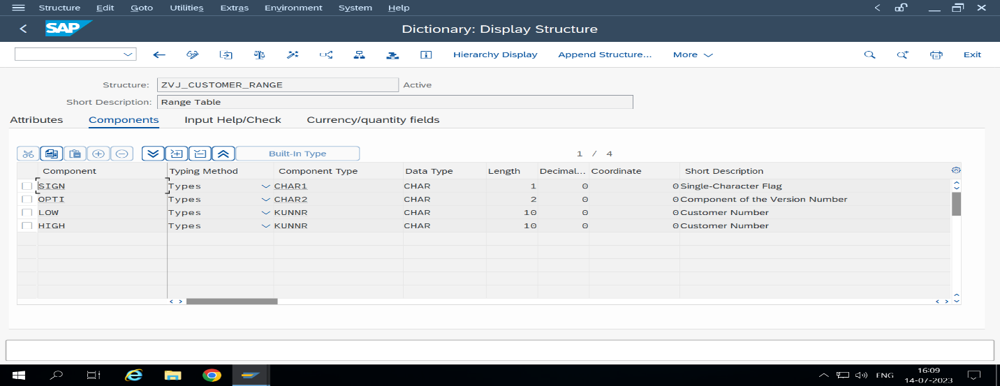 Structure Edit Goto Utilities Extras Environment System Help
SAP Dictionary: Display Structure
Hierarchy Display Append Structure... More Exit
Structure: ZVJ_CUSTOMER_RANGE Active
Short Description: Range Table
Attributes Components Input Help/Check Currency/quantity fields
Built-In Type 1 / 4
Component Typing Method Component Type Data Type Length Decimal... Coordinate Short Description
SIGN Types CHAR1 CHAR 1 0 0 Single-Character Flag
OPTI Types CHAR2 CHAR 2 0 0 Component of the Version Number
LOW Types KUNNR CHAR 10 0 0 Customer Number
HIGH Types KUNNR CHAR 10 0 0 Customer Number
ENG 16:09
14-07-2023